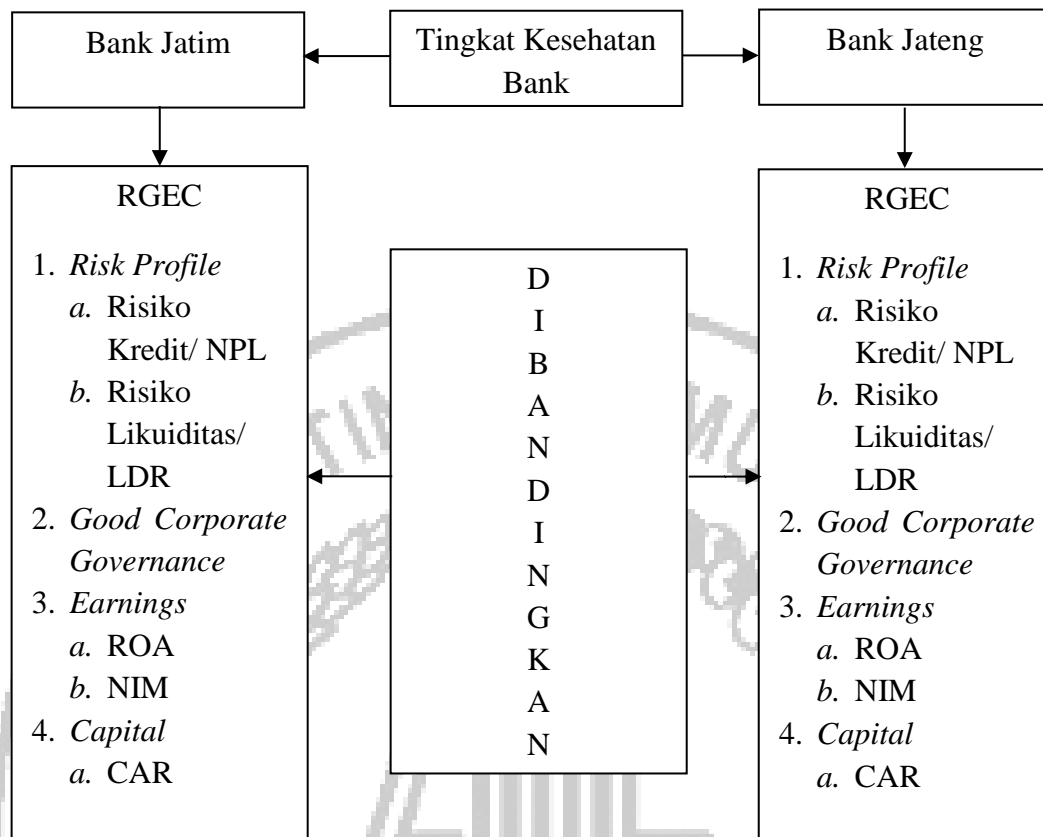 Bank Jatim
Tingkat Kesehatan
Bank
Bank Jateng
RGEC
1. Risk Profile
a. Risiko
Kredit/ NPL
b. Risiko
Likuiditas/
LDR
2. Good Corporate
Governance
3. Earnings
a. ROA
b. NIM
4. Capital
a. CAR
D
I
B
A
N
D
I
N
G
K
A
N
RGEC
1. Risk Profile
a. Risiko
Kredit/ NPL
b. Risiko
Likuiditas/
LDR
2. Good Corporate
Governance
3. Earnings
a. ROA
b. NIM
4. Capital
a. CAR